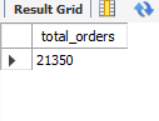 Result Grid
total_orders
21350